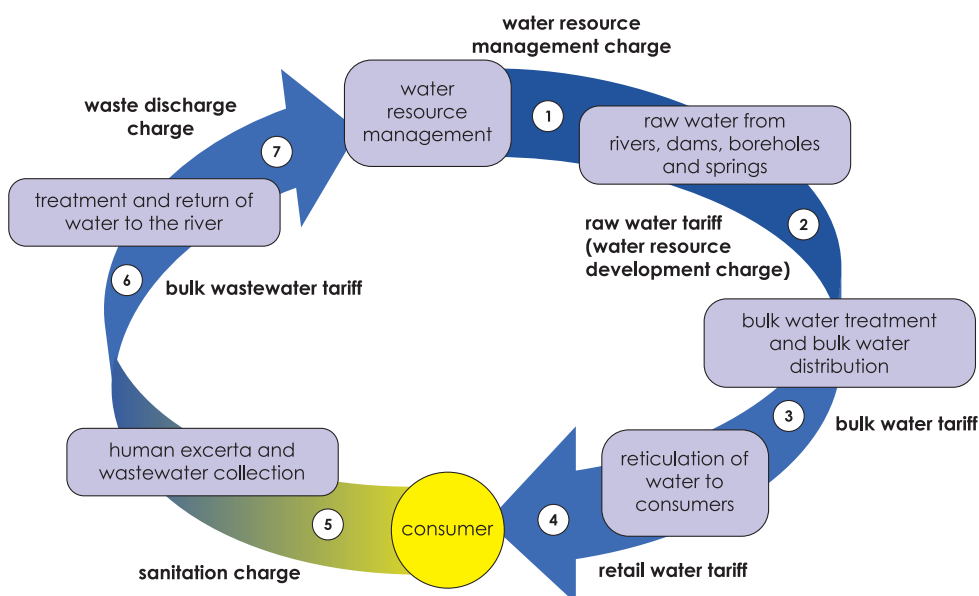 water resource
management charge
water
resource
management
1
raw water from
rivers, dams, boreholes
and springs
2
raw water tariff
(water resource
development charge)
bulk water treatment
and bulk water
distribution
3
bulk water tariff
reticulation of
water to
consumers
4
retail water tariff
consumer
5
sanitation charge
human excerta and
wastewater collection
6
bulk wastewater tariff
treatment and return of
water to the river
7
waste discharge
charge